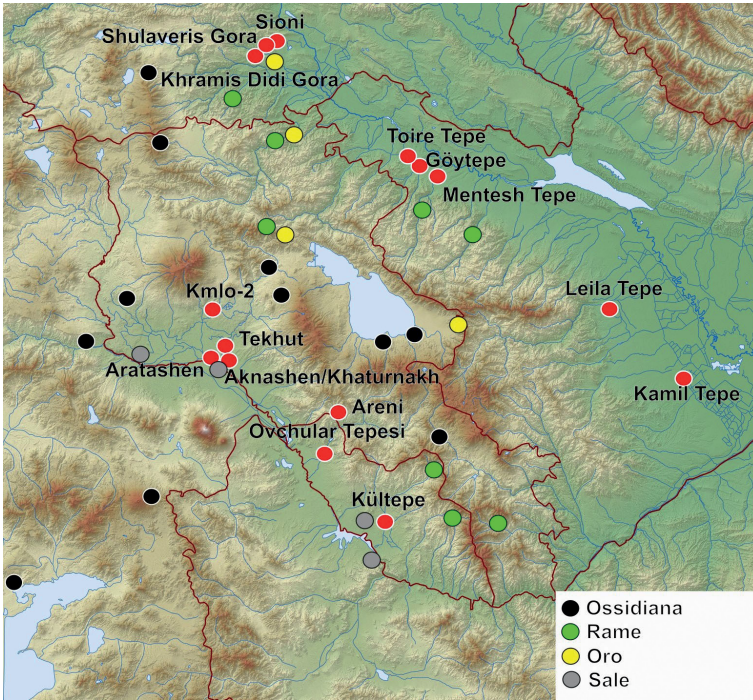 Sioni
Shulaveris Gora
Khramis Didi Gora
Toire Tepe
Göytepe
Mentesh Tepe
Leila Tepe
Kmlo-2
Tekhut
Aratashen
Aknashen/Khaturnakh
Kamil Tepe
Areni
Ovchular Tepesi
Kültepe
Ossidiana
Rame
Oro
Sale